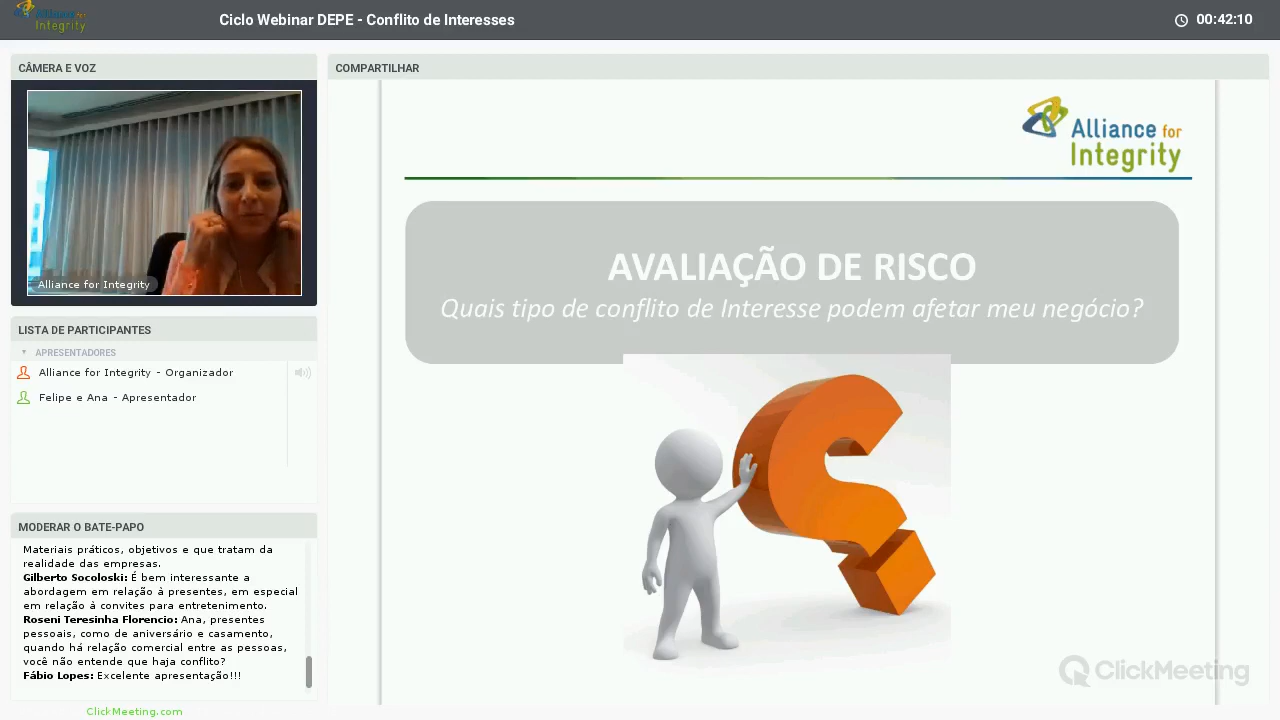 Alliance for
Integrity
Ciclo Webinar DEPE - Conflito de Interesses
00:42:10
CÂMERA E VOZ
Alliance for Integrity
LISTA DE PARTICIPANTES
APRESENTADORES
Alliance for Integrity - Organizador
Felipe e Ana - Apresentador
MODERAR O BATE-PAPO
Materiais práticos, objetivos e que tratam da
realidade das empresas.
Gilberto Socoloski: É bem interessante a
abordagem em relação à presentes, em especial
em relação à convites para entretenimento.
Roseni Teresinha Florencio: Ana, presentes
pessoais, como de aniversário e casamento,
quando há relação comercial entre as pessoas,
você não entende que haja conflito?
Fábio Lopes: Excelente apresentação!!!
ClickMeeting.com
COMPARTILHAR
Alliance for
Integrity
AVALIAÇÃO DE RISCO
Quais tipo de conflito de Interesse podem afetar meu negócio?
ClickMeeting